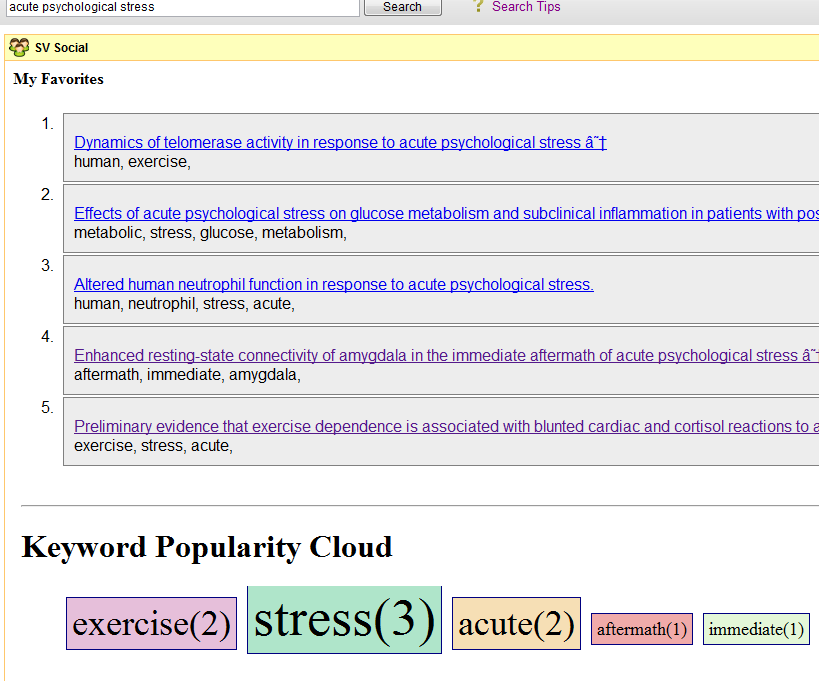 acute psychological stress Search ? Search Tips
SV Social
My Favorites
1. Dynamics of telomerase activity in response to acute psychological stress â˜†
human, exercise,
2. Effects of acute psychological stress on glucose metabolism and subclinical inflammation in patients with pos
metabolic, stress, glucose, metabolism,
3. Altered human neutrophil function in response to acute psychological stress.
human, neutrophil, stress, acute,
4. Enhanced resting-state connectivity of amygdala in the immediate aftermath of acute psychological stress â˜†
aftermath, immediate, amygdala,
5. Preliminary evidence that exercise dependence is associated with blunted cardiac and cortisol reactions to a
exercise, stress, acute,
Keyword Popularity Cloud
exercise(2) stress(3) acute(2) aftermath(1) immediate(1)